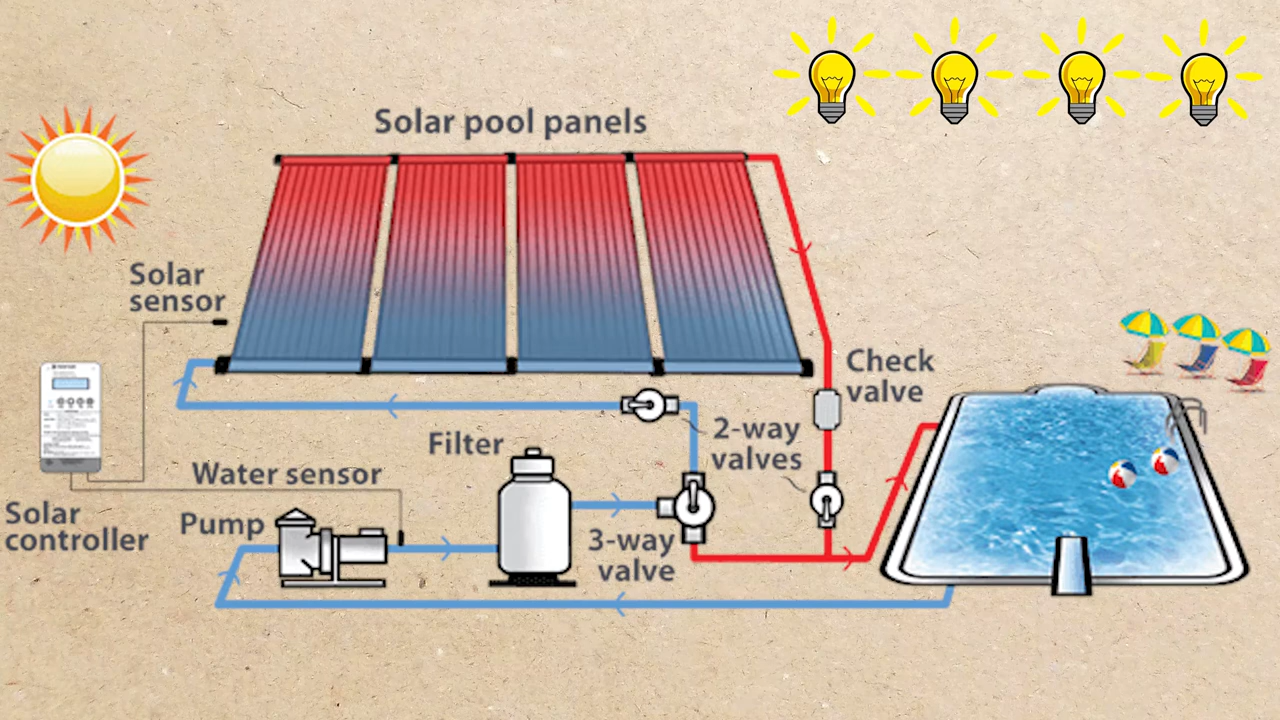 Solar pool panels
Solar
sensor
Check
valve
2-way
valves
Filter
Water sensor
Solar
controller
Pump
3-way
valve